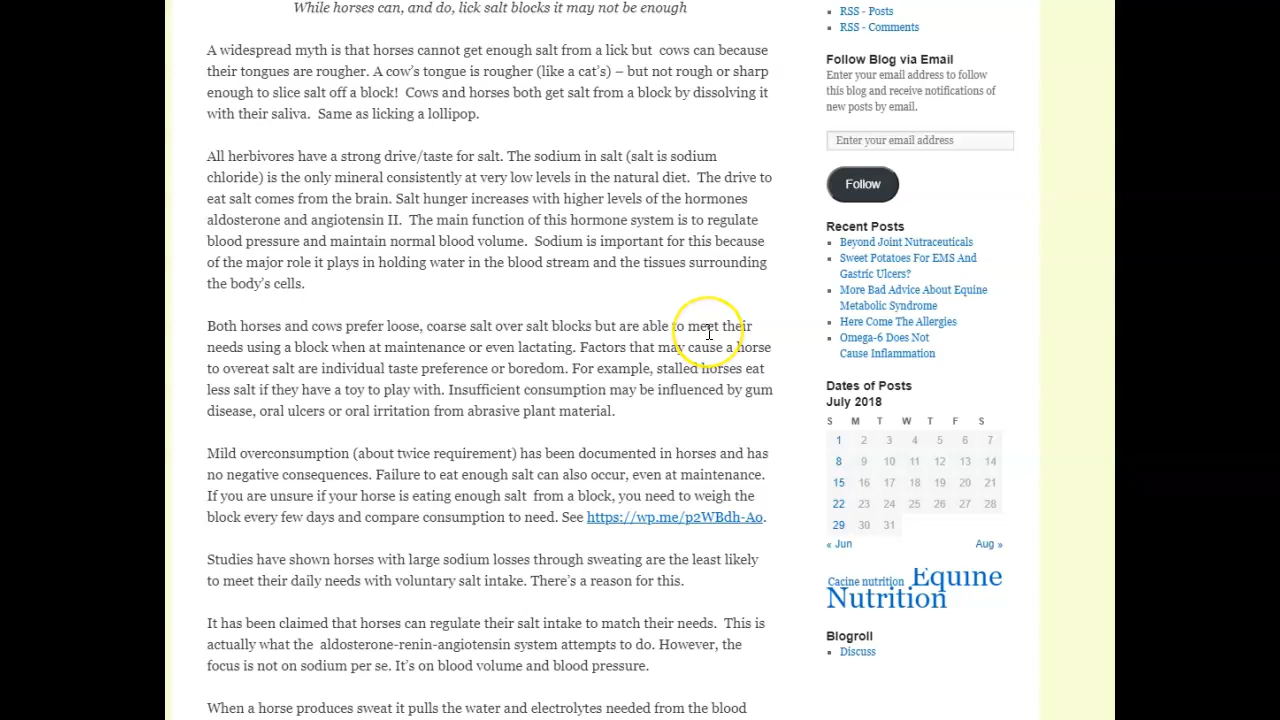 While horses can, and do, lick salt blocks it may not be enough
A widespread myth is that horses cannot get enough salt from a lick but  cows can because
their tongues are rougher. A cow's tongue is rougher (like a cat's) – but not rough or sharp
enough to slice salt off a block!  Cows and horses both get salt from a block by dissolving it
with their saliva.  Same as licking a lollipop.
All herbivores have a strong drive/taste for salt. The sodium in salt (salt is sodium
chloride) is the only mineral consistently at very low levels in the natural diet.  The drive to
eat salt comes from the brain. Salt hunger increases with higher levels of the hormones
aldosterone and angiotensin II.  The main function of this hormone system is to regulate
blood pressure and maintain normal blood volume.  Sodium is important for this because
of the major role it plays in holding water in the blood stream and the tissues surrounding
the body's cells.
Both horses and cows prefer loose, coarse salt over salt blocks but are able to meet their
needs using a block when at maintenance or even lactating. Factors that may cause a horse
to overeat salt are individual taste preference or boredom. For example, stalled horses eat
less salt if they have a toy to play with. Insufficient consumption may be influenced by gum
disease, oral ulcers or oral irritation from abrasive plant material.
Mild overconsumption (about twice requirement) has been documented in horses and has
no negative consequences. Failure to eat enough salt can also occur, even at maintenance.
If you are unsure if your horse is eating enough salt  from a block, you need to weigh the
block every few days and compare consumption to need. See https://wp.me/p2WBdh-Ao.
Studies have shown horses with large sodium losses through sweating are the least likely
to meet their daily needs with voluntary salt intake. There's a reason for this.
It has been claimed that horses can regulate their salt intake to match their needs.  This is
actually what the  aldosterone-renin-angiotensin system attempts to do. However, the
focus is not on sodium per se. It's on blood volume and blood pressure.
When a horse produces sweat it pulls the water and electrolytes needed from the blood
RSS - Posts
RSS - Comments
Follow Blog via Email
Enter your email address to follow
this blog and receive notifications of
new posts by email.
Enter your email address
Follow
Recent Posts
Beyond Joint Nutraceuticals
Sweet Potatoes For EMS And
Gastric Ulcers?
More Bad Advice About Equine
Metabolic Syndrome
Here Come The Allergies
Omega-6 Does Not
Cause Inflammation
Dates of Posts
July 2018
S M T W T F S
1 2 3 4 5 6 7
8 9 10 11 12 13 14
15 16 17 18 19 20 21
22 23 24 25 26 27 28
29 30 31
« Jun Aug »
Cacine nutrition Equine
Nutrition
Blogroll
Discuss